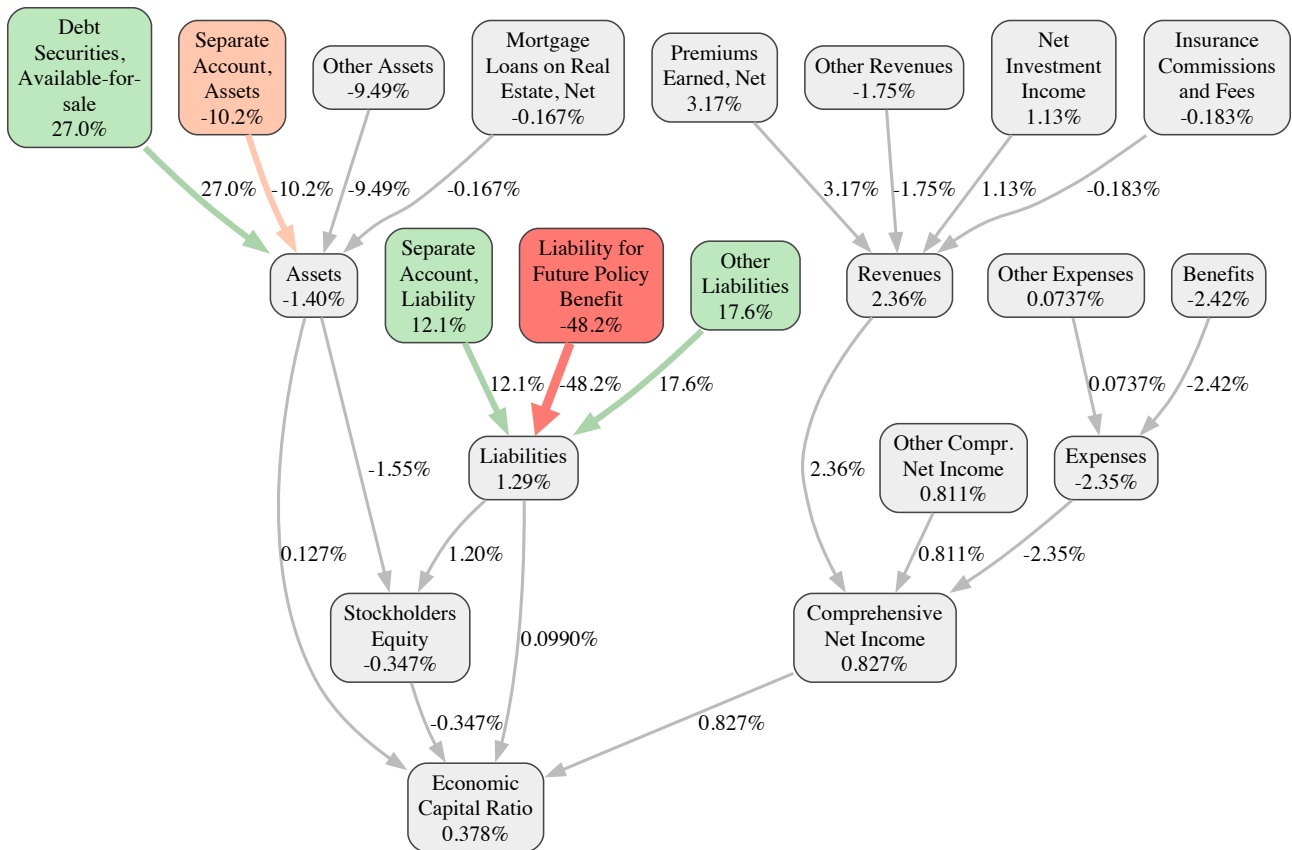 Debt
Securities,
Available-for-
sale
27.0%
Separate
Account,
Assets
-10.2%
Other Assets
-9.49%
Mortgage
Loans on Real
Estate, Net
-0.167%
Premiums
Earned, Net
3.17%
Other Revenues
-1.75%
Net
Investment
Income
1.13%
Insurance
Commissions
and Fees
-0.183%
27.0%
-10.2%
-9.49%
-0.167%
3.17%
-1.75%
1.13%
-0.183%
Assets
-1.40%
Separate
Account,
Liability
12.1%
Liability for
Future Policy
Benefit
-48.2%
Other
Liabilities
17.6%
Revenues
2.36%
Other Expenses
0.0737%
Benefits
-2.42%
12.1%
-48.2%
17.6%
0.0737%
-2.42%
-1.55%
Liabilities
1.29%
2.36%
Other Compr.
Net Income
0.811%
Expenses
-2.35%
0.127%
1.20%
0.811%
-2.35%
Stockholders
Equity
-0.347%
0.0990%
Comprehensive
Net Income
0.827%
-0.347%
0.827%
Economic
Capital Ratio
0.378%